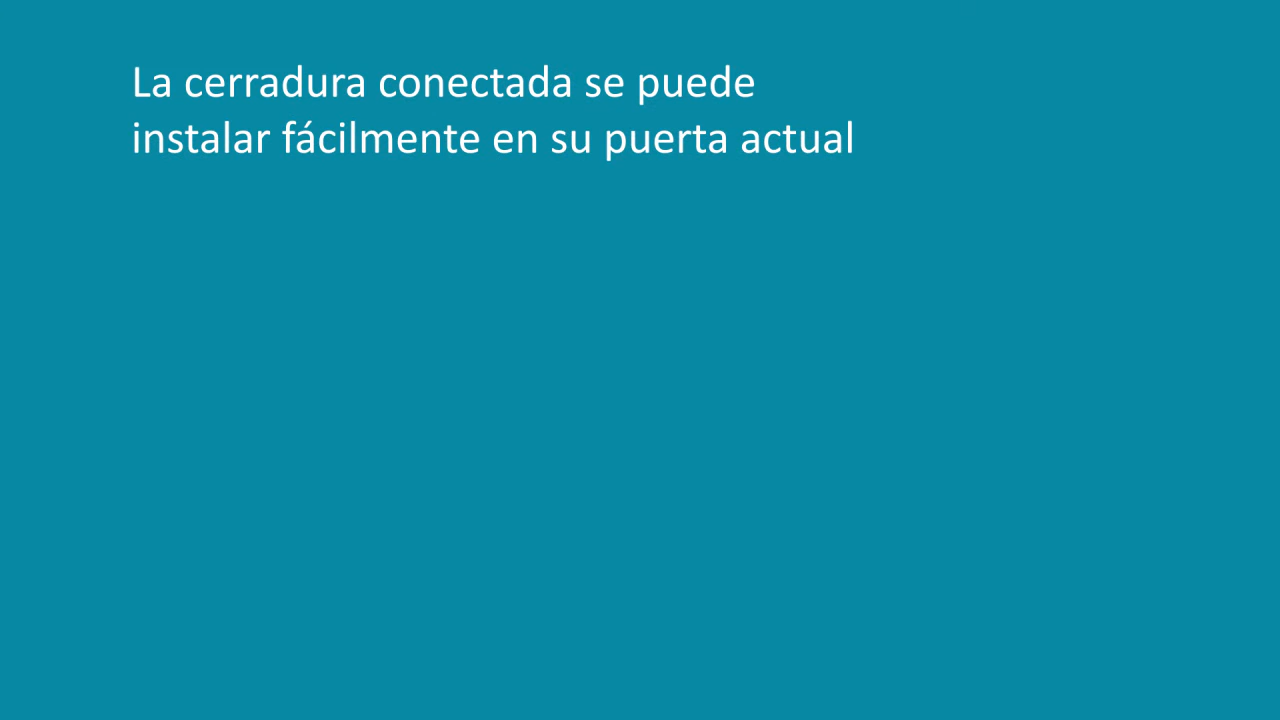 La cerradura conectada se puede
instalar fácilmente en su puerta actual